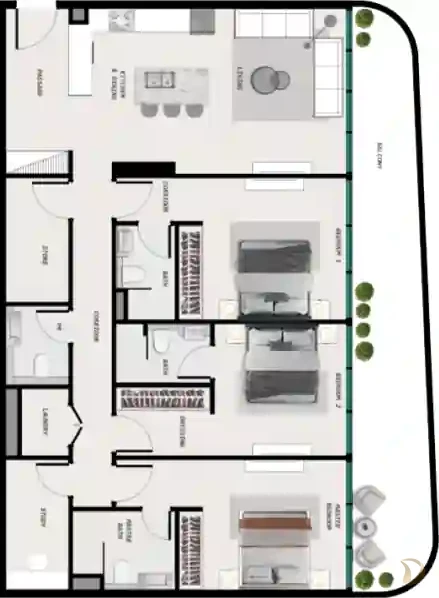 PASSAGE
KITCHEN
& DINING
LIVING
BALCONY
CORRIDOR
BEDROOM 1
STORE
BATH
CORRIDOR
PR
BATH
BEDROOM 2
LAUNDRY
DRESSING
STUDY
MASTER
BATH
MASTER
BEDROOM